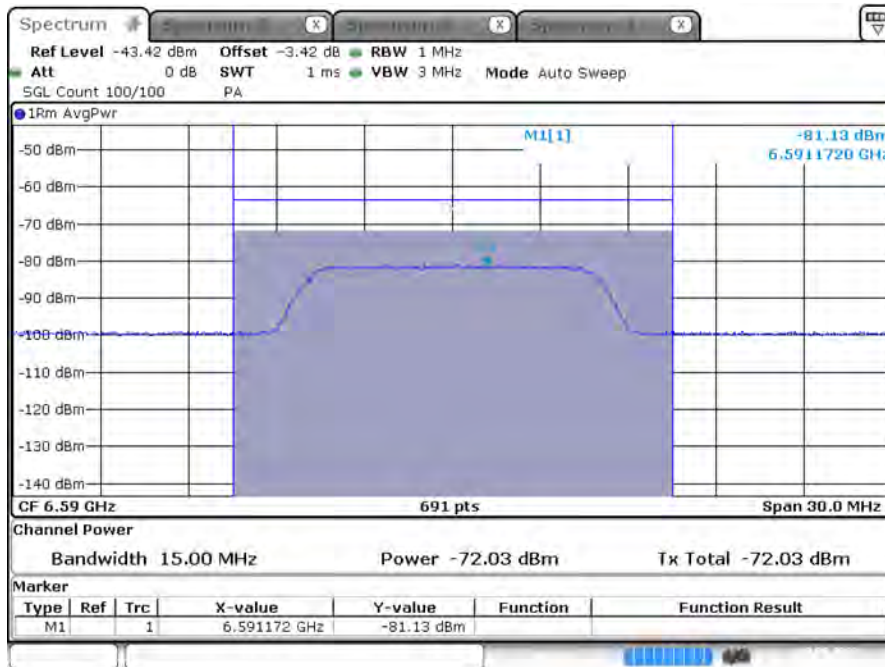 Spectrum X X X
Ref Level -43.42 dBm Offset -3.42 dB RBW 1 MHz
Att 0 dB SWT 1 ms VBW 3 MHz Mode Auto Sweep
SGL Count 100/100 PA
1Rm AvgPwr
M1[1] -81.13 dBm
6.5911720 GHz
-50 dBm
-60 dBm
-70 dBm
-80 dBm
-90 dBm
-100 dBm
-110 dBm
-120 dBm
-130 dBm
-140 dBm
CF 6.59 GHz 691 pts Span 30.0 MHz
Channel Power
Bandwidth 15.00 MHz Power -72.03 dBm Tx Total -72.03 dBm
Marker
Type Ref Trc X-value Y-value Function Function Result
M1 1 6.591172 GHz -81.13 dBm